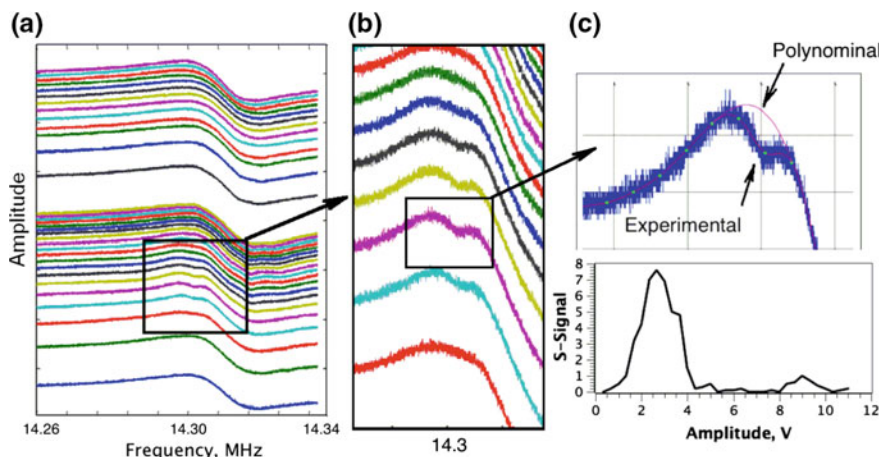 (a)
(b)
(c)
Amplitude
14.26
14.30
14.34
Frequency, MHz
14.3
Polynominal
Experimental
S-Signal
8
7
6
5
4
3
2
1
0
0
2
4
6
8
10
12
Amplitude, V